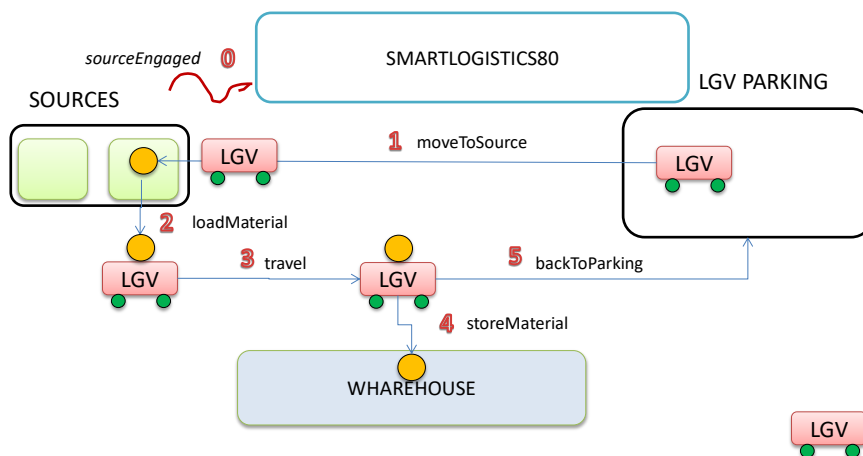 sourceEngaged 0
SMARTLOGISTICS80
LGV PARKING
SOURCES
1 moveToSource
LGV
LGV
2 loadMaterial
3 travel
5 backToParking
LGV
LGV
4 storeMaterial
WHAREHOUSE
LGV